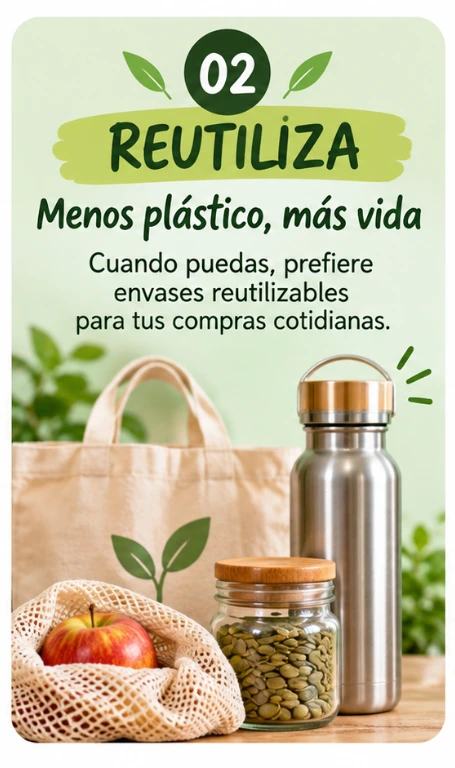 02
REUTILIZA
Menos plástico, más vida
Cuando puedas, prefiere
envases reutilizables
para tus compras cotidianas.